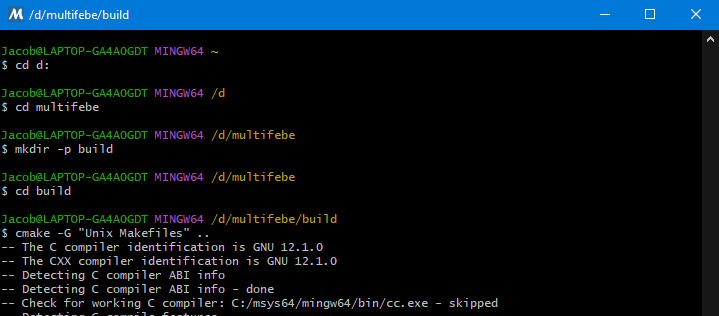 M /d/multifebe/build
Jacob@LAPTOP-GA4AOGDT MINGW64 ~
$ cd d:
Jacob@LAPTOP-GA4AOGDT MINGW64 /d
$ cd multifebe
Jacob@LAPTOP-GA4AOGDT MINGW64 /d/multifebe
$ mkdir -p build
Jacob@LAPTOP-GA4AOGDT MINGW64 /d/multifebe
$ cd build
Jacob@LAPTOP-GA4AOGDT MINGW64 /d/multifebe/build
$ cmake -G "Unix Makefiles" ..
-- The C compiler identification is GNU 12.1.0
-- The CXX compiler identification is GNU 12.1.0
-- Detecting C compiler ABI info
-- Detecting C compiler ABI info - done
-- Check for working C compiler: C:/msys64/mingw64/bin/cc.exe - skipped
-- Detecting C compile features